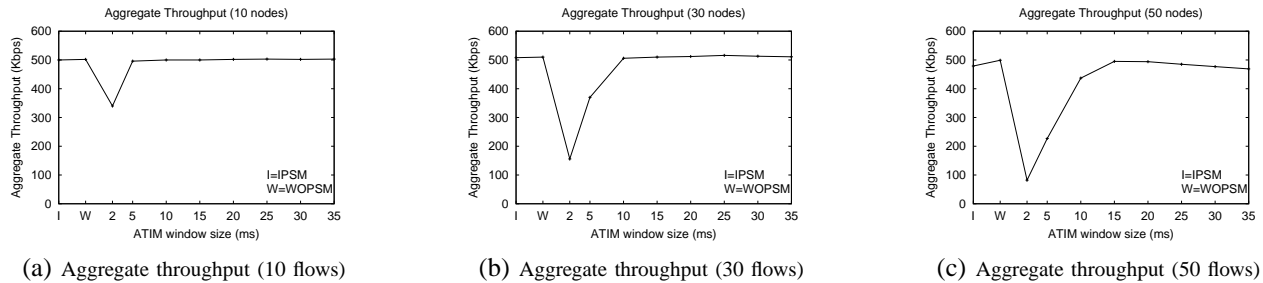 Aggregate Throughput (10 nodes)
Aggregate Throughput (Kbps)
600
500
400
300
200
100
0
I=IPSM
W=WOPSM
I W 2 5 10 15 20 25 30 35
ATIM window size (ms)
(a) Aggregate throughput (10 flows)
Aggregate Throughput (30 nodes)
Aggregate Throughput (Kbps)
600
500
400
300
200
100
0
I=IPSM
W=WOPSM
I W 2 5 10 15 20 25 30 35
ATIM window size (ms)
(b) Aggregate throughput (30 flows)
Aggregate Throughput (50 nodes)
Aggregate Throughput (Kbps)
600
500
400
300
200
100
0
I=IPSM
W=WOPSM
I W 2 5 10 15 20 25 30 35
ATIM window size (ms)
(c) Aggregate throughput (50 flows)